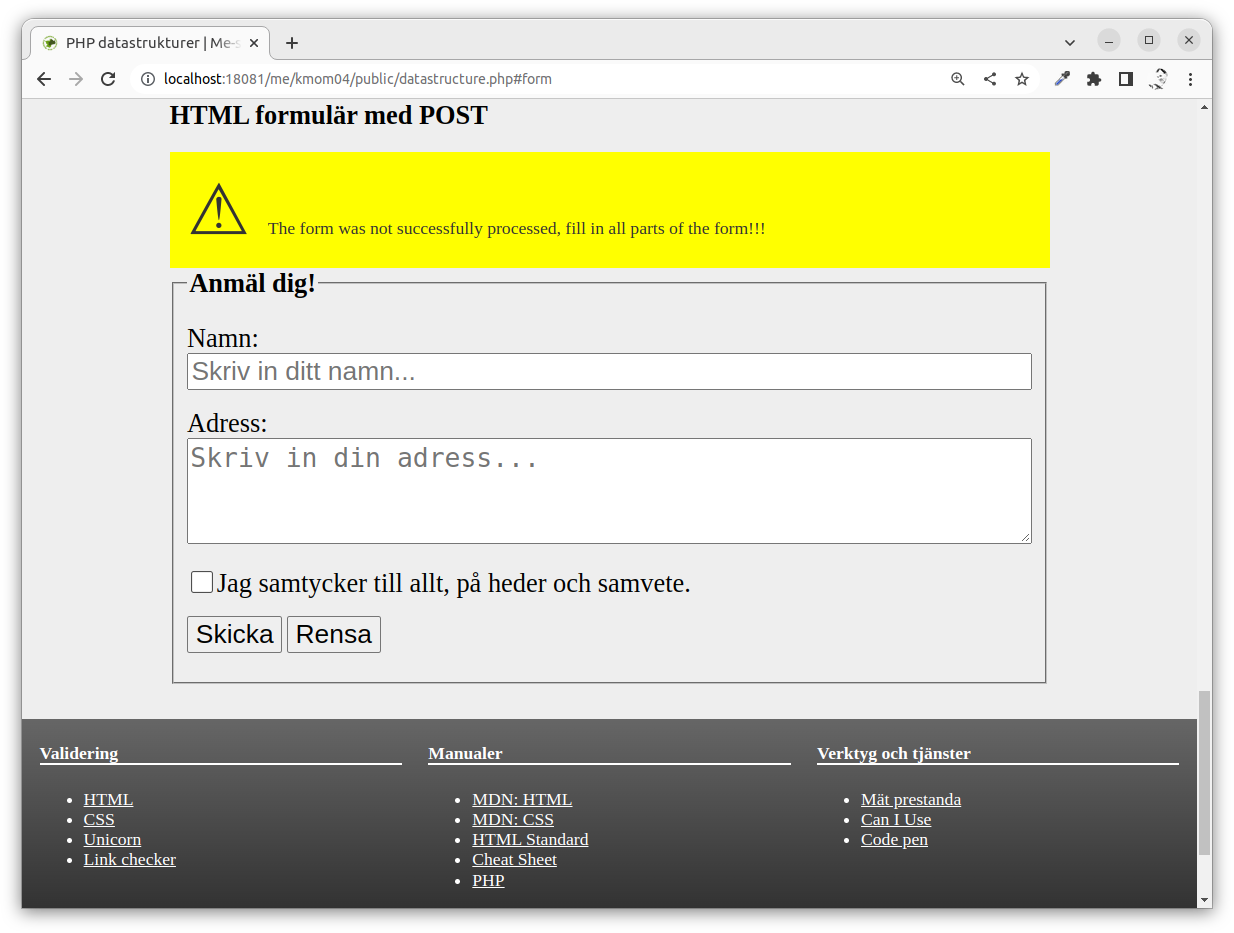 PHP datastrukturer | Me-s
localhost:18081/me/kmom04/public/datastructure.php#form
HTML formulär med POST
The form was not successfully processed, fill in all parts of the form!!!
Anmäl dig!
Namn:
Skriv in ditt namn...
Adress:
Skriv in din adress...
Jag samtycker till allt, på heder och samvete.
Skicka Rensa
Validering
HTML
CSS
Unicorn
Link checker
Manualer
MDN: HTML
MDN: CSS
HTML Standard
Cheat Sheet
PHP
Verktyg och tjänster
Mät prestanda
Can I Use
Code pen